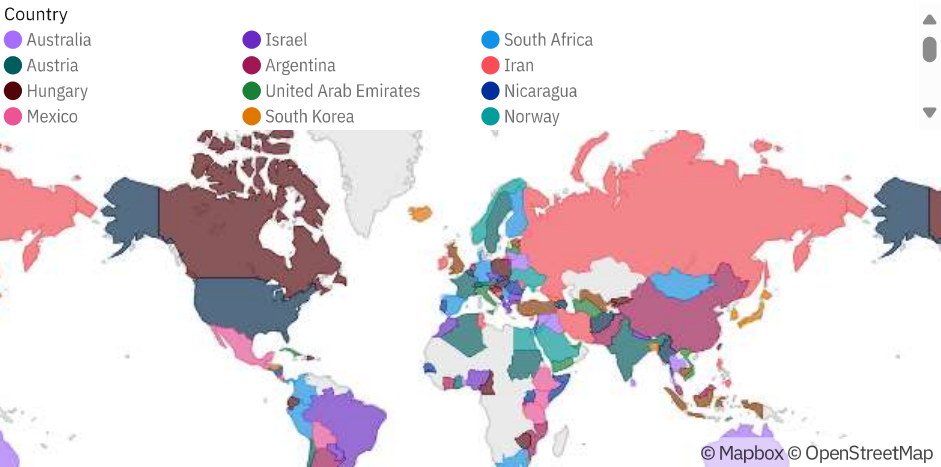 Country
Australia
Israel
South Africa
Austria
Argentina
Iran
Hungary
United Arab Emirates
Nicaragua
Mexico
South Korea
Norway
© Mapbox © OpenStreetMap